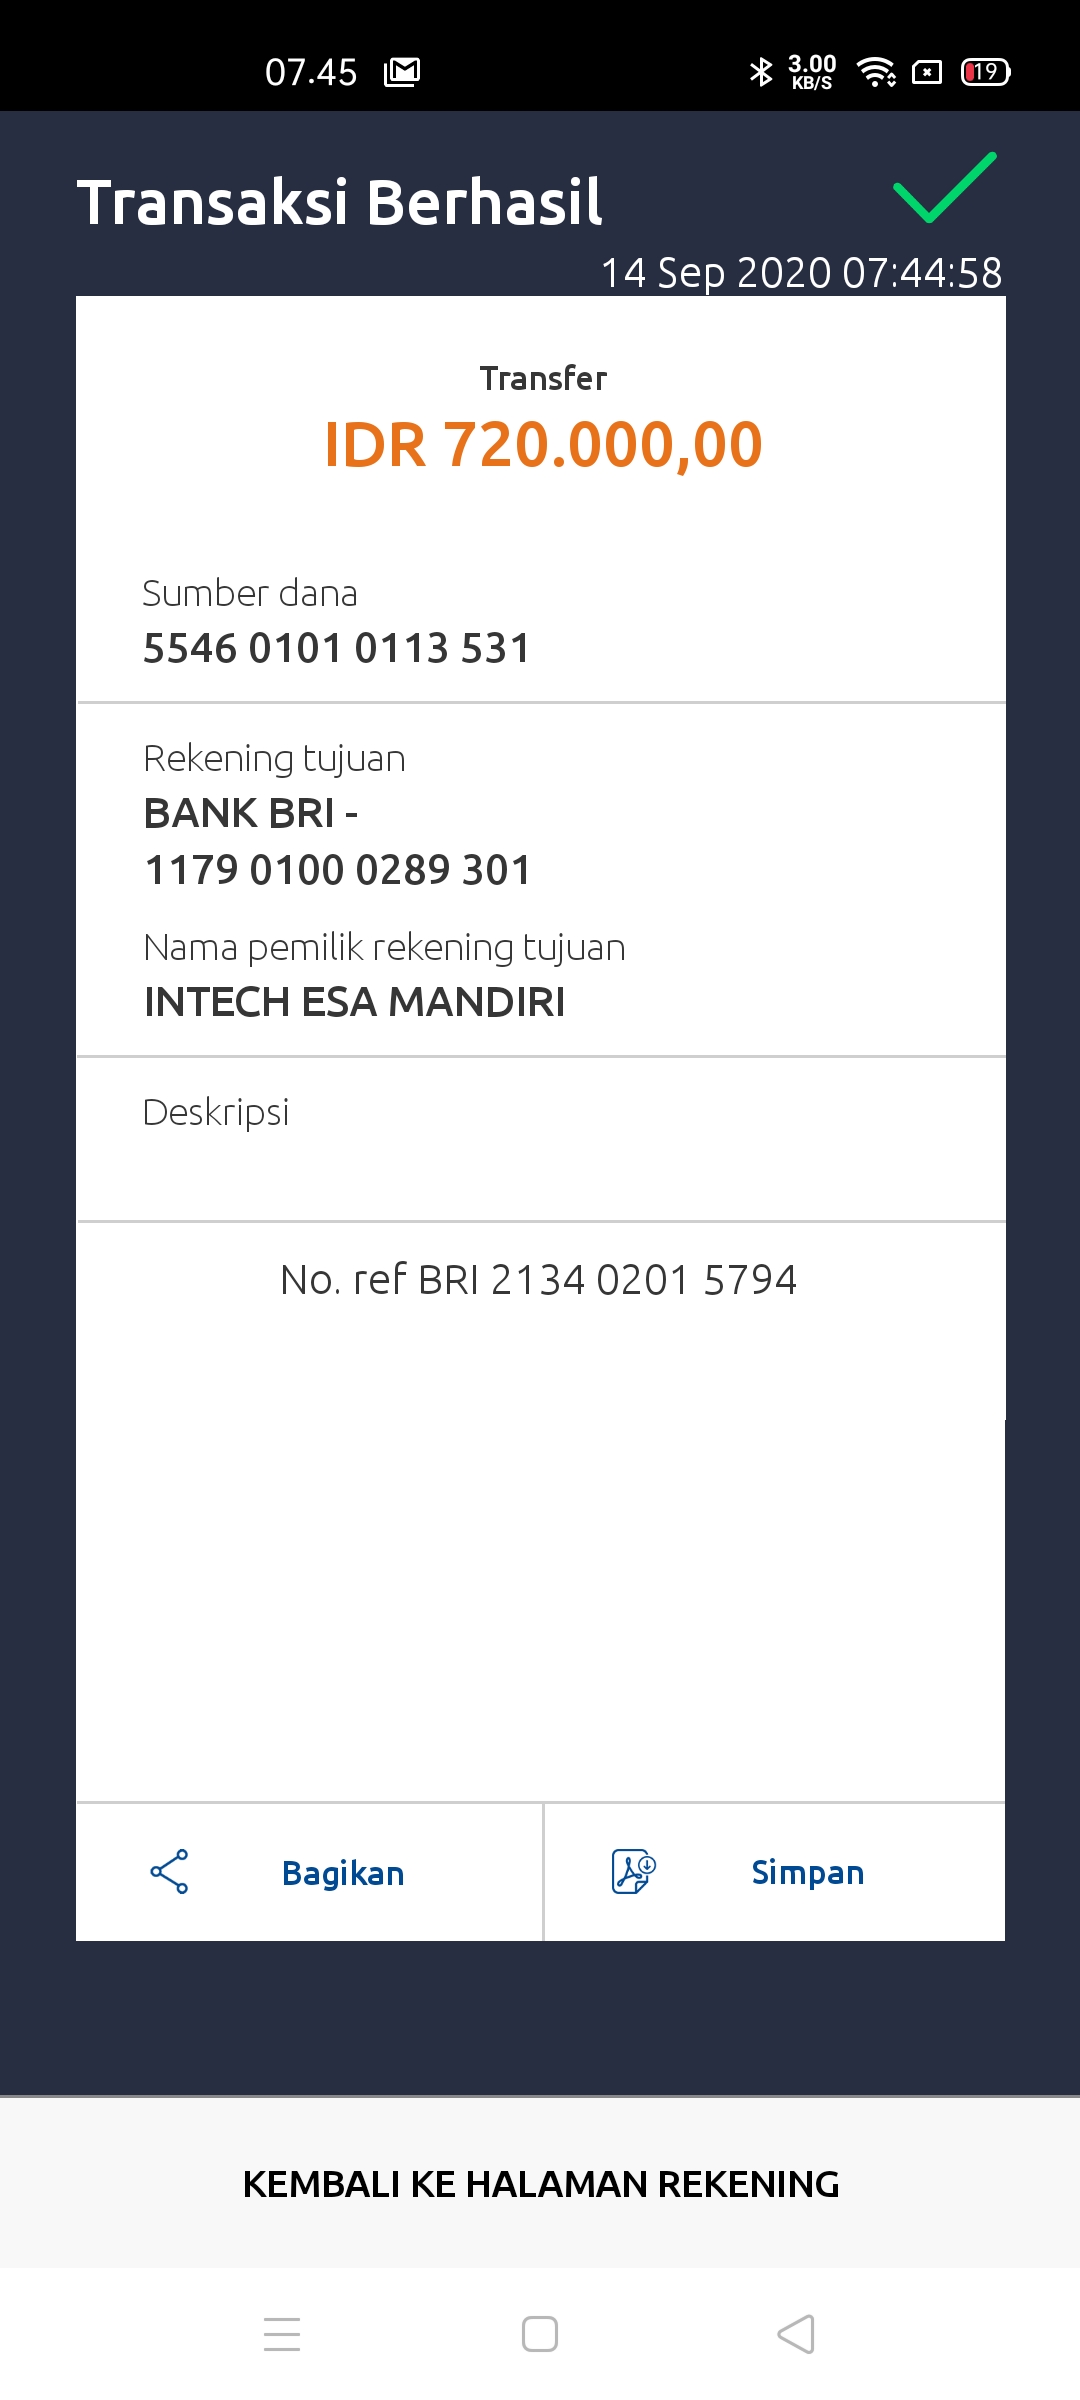 07.45
3.00
KB/S
19
Transaksi Berhasil
14 Sep 2020 07:44:58
Transfer
IDR 720.000,00
Sumber dana
5546 0101 0113 531
Rekening tujuan
BANK BRI -
1179 0100 0289 301
Nama pemilik rekening tujuan
INTECH ESA MANDIRI
Deskripsi
No. ref BRI 2134 0201 5794
Bagikan
Simpan
KEMBALI KE HALAMAN REKENING